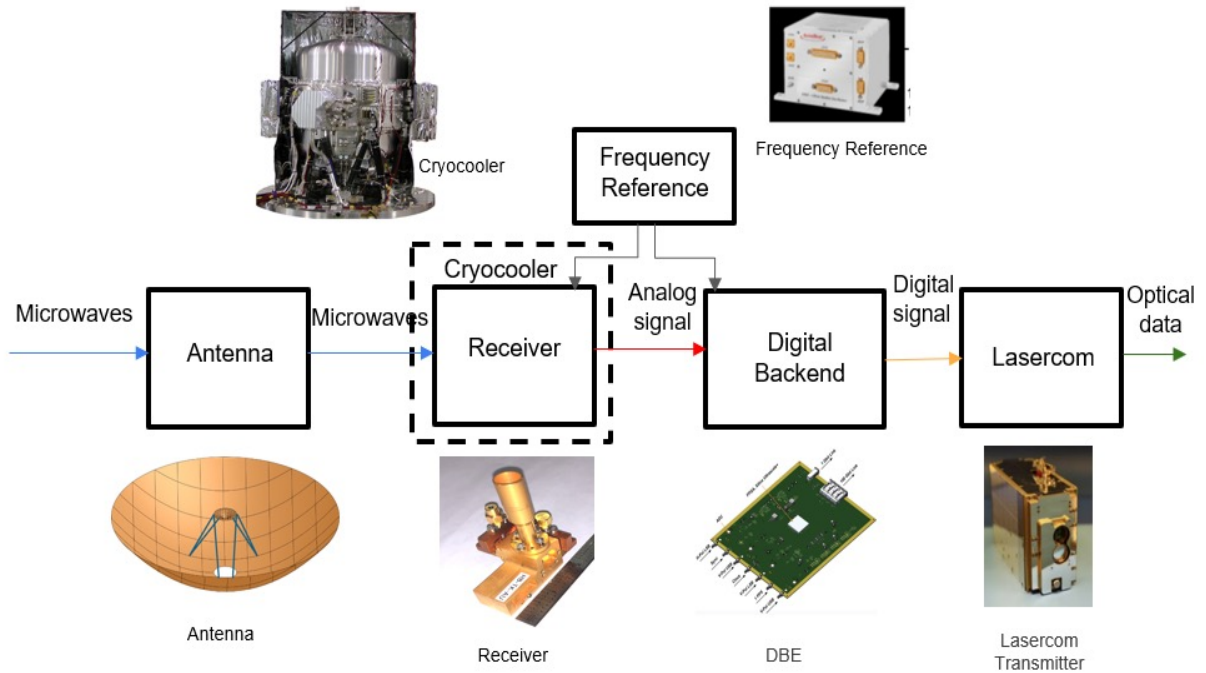 Cryocooler
Frequency Reference
Frequency
Reference
Cryocooler
Microwaves
Antenna
Microwaves
Receiver
Analog
signal
Digital
Backend
Digital
signal
Lasercom
Optical
data
Antenna
Receiver
DBE
Lasercom
Transmitter